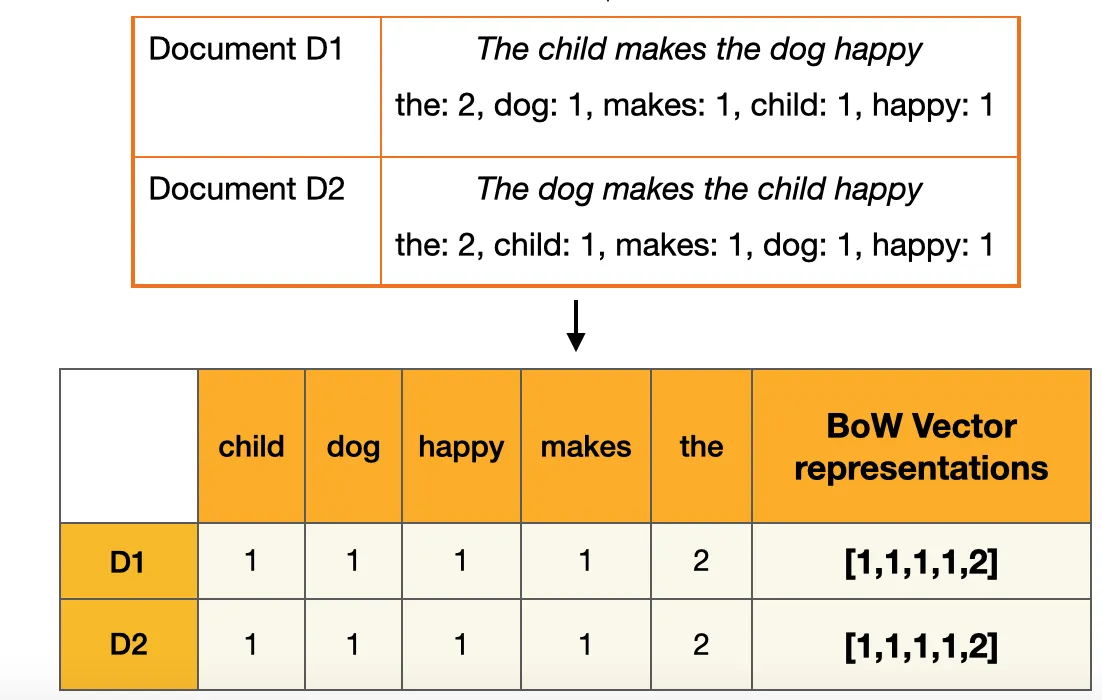 Document D1
The child makes the dog happy
the: 2, dog: 1, makes: 1, child: 1, happy: 1
Document D2
The dog makes the child happy
the: 2, child: 1, makes: 1, dog: 1, happy: 1
child dog happy makes the BoW Vector
representations
D1 1 1 1 1 2 [1,1,1,1,2]
D2 1 1 1 1 2 [1,1,1,1,2]